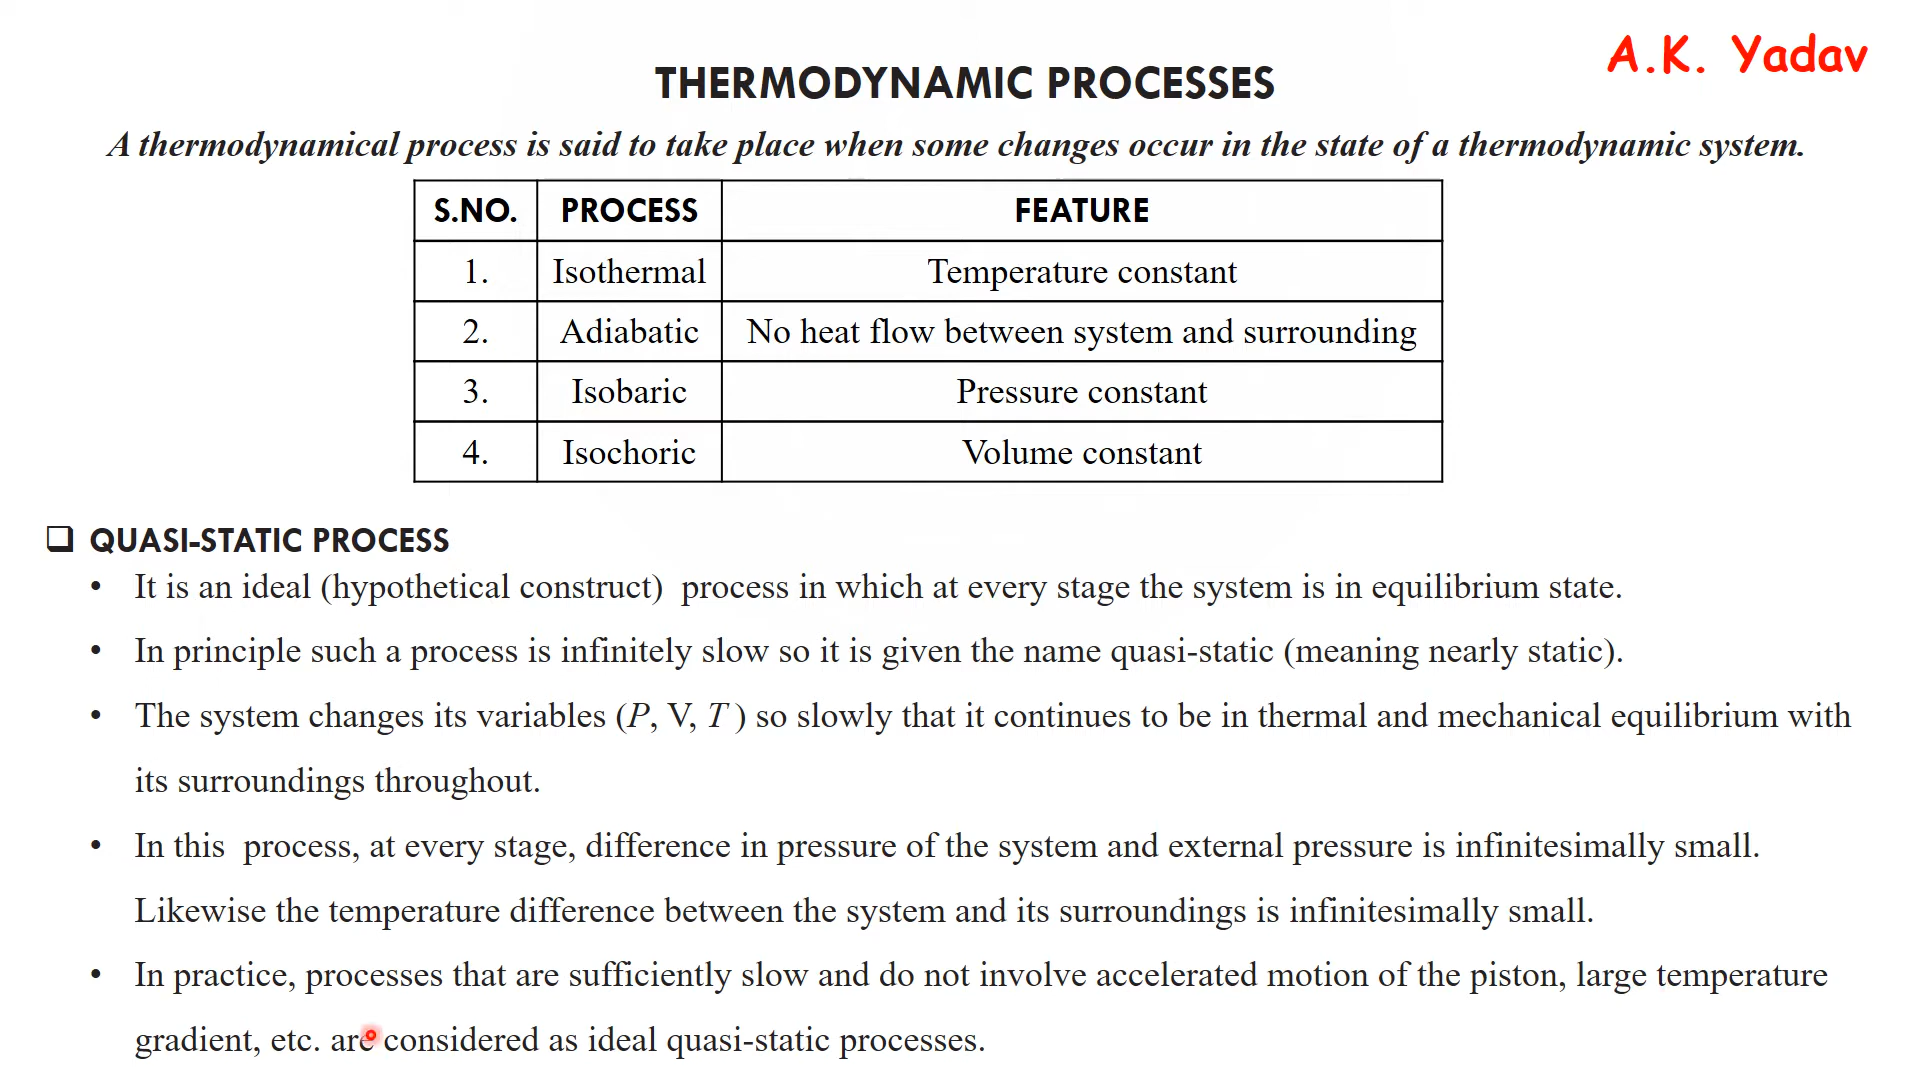 A.K. Yadav
THERMODYNAMIC PROCESSES
A thermodynamical process is said to take place when some changes occur in the state of a thermodynamic system.
S.NO. PROCESS FEATURE
1. Isothermal Temperature constant
2. Adiabatic No heat flow between system and surrounding
3. Isobaric Pressure constant
4. Isochoric Volume constant
❑ QUASI-STATIC PROCESS
• It is an ideal (hypothetical construct)  process in which at every stage the system is in equilibrium state.
• In principle such a process is infinitely slow so it is given the name quasi-static (meaning nearly static).
• The system changes its variables (P, V, T ) so slowly that it continues to be in thermal and mechanical equilibrium with
its surroundings throughout.
• In this  process, at every stage, difference in pressure of the system and external pressure is infinitesimally small.
Likewise the temperature difference between the system and its surroundings is infinitesimally small.
• In practice, processes that are sufficiently slow and do not involve accelerated motion of the piston, large temperature
gradient, etc. are considered as ideal quasi-static processes.